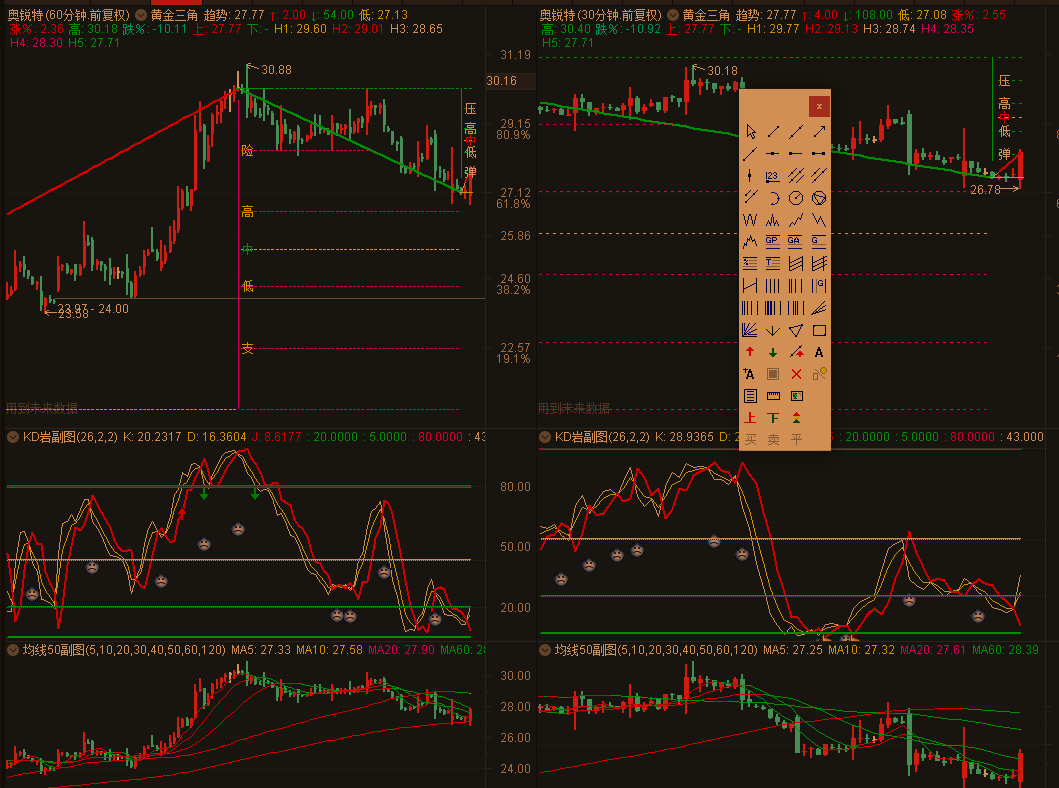 奥锐特(60分钟.前复权) 黄金三角 趋势: 27.77 ↑: 2.00 ↓: 54.00 低: 27.13
涨%: 2.36 高: 30.18 跌%: -10.11 上: 27.77 下: - H1: 29.60 H2: 29.01 H3: 28.65
H4: 28.30 H5: 27.71
31.19
30.88
30.16
压
高
中
低
弹
29.15
80.9%
险
27.12
61.8%
高
25.86
中
24.60
38.2%
低
23.97 - 24.00
23.58
22.57
19.1%
支
用到未来数据
KD岩副图(26,2,2) K: 20.2317 D: 16.3604 J: 8.6177 : 20.0000 : 5.0000 : 80.0000 : 43
80.00
50.00
20.00
均线50副图(5,10,20,30,40,50,60,120) MA5: 27.33 MA10: 27.58 MA20: 27.90 MA60: 28
30.00
28.00
26.00
24.00
奥锐特(30分钟.前复权) 黄金三角 趋势: 27.77 ↑: 4.00 ↓: 108.00 低: 27.08 涨%: 2.55
高: 30.40 跌%: -10.92 上: 27.77 下: - H1: 29.77 H2: 29.13 H3: 28.74 H4: 28.35
H5: 27.71
30.18
压
高
中
低
弹
26.78
x
123
GP
GA
G
G
T
A
A
上 下
买 卖 平
用到未来数据
KD岩副图(26,2,2) K: 28.9365 D: 2
: 20.0000 : 5.0000 : 80.0000 : 43.000
均线50副图(5,10,20,30,40,50,60,120) MA5: 27.25 MA10: 27.32 MA20: 27.61 MA60: 28.39